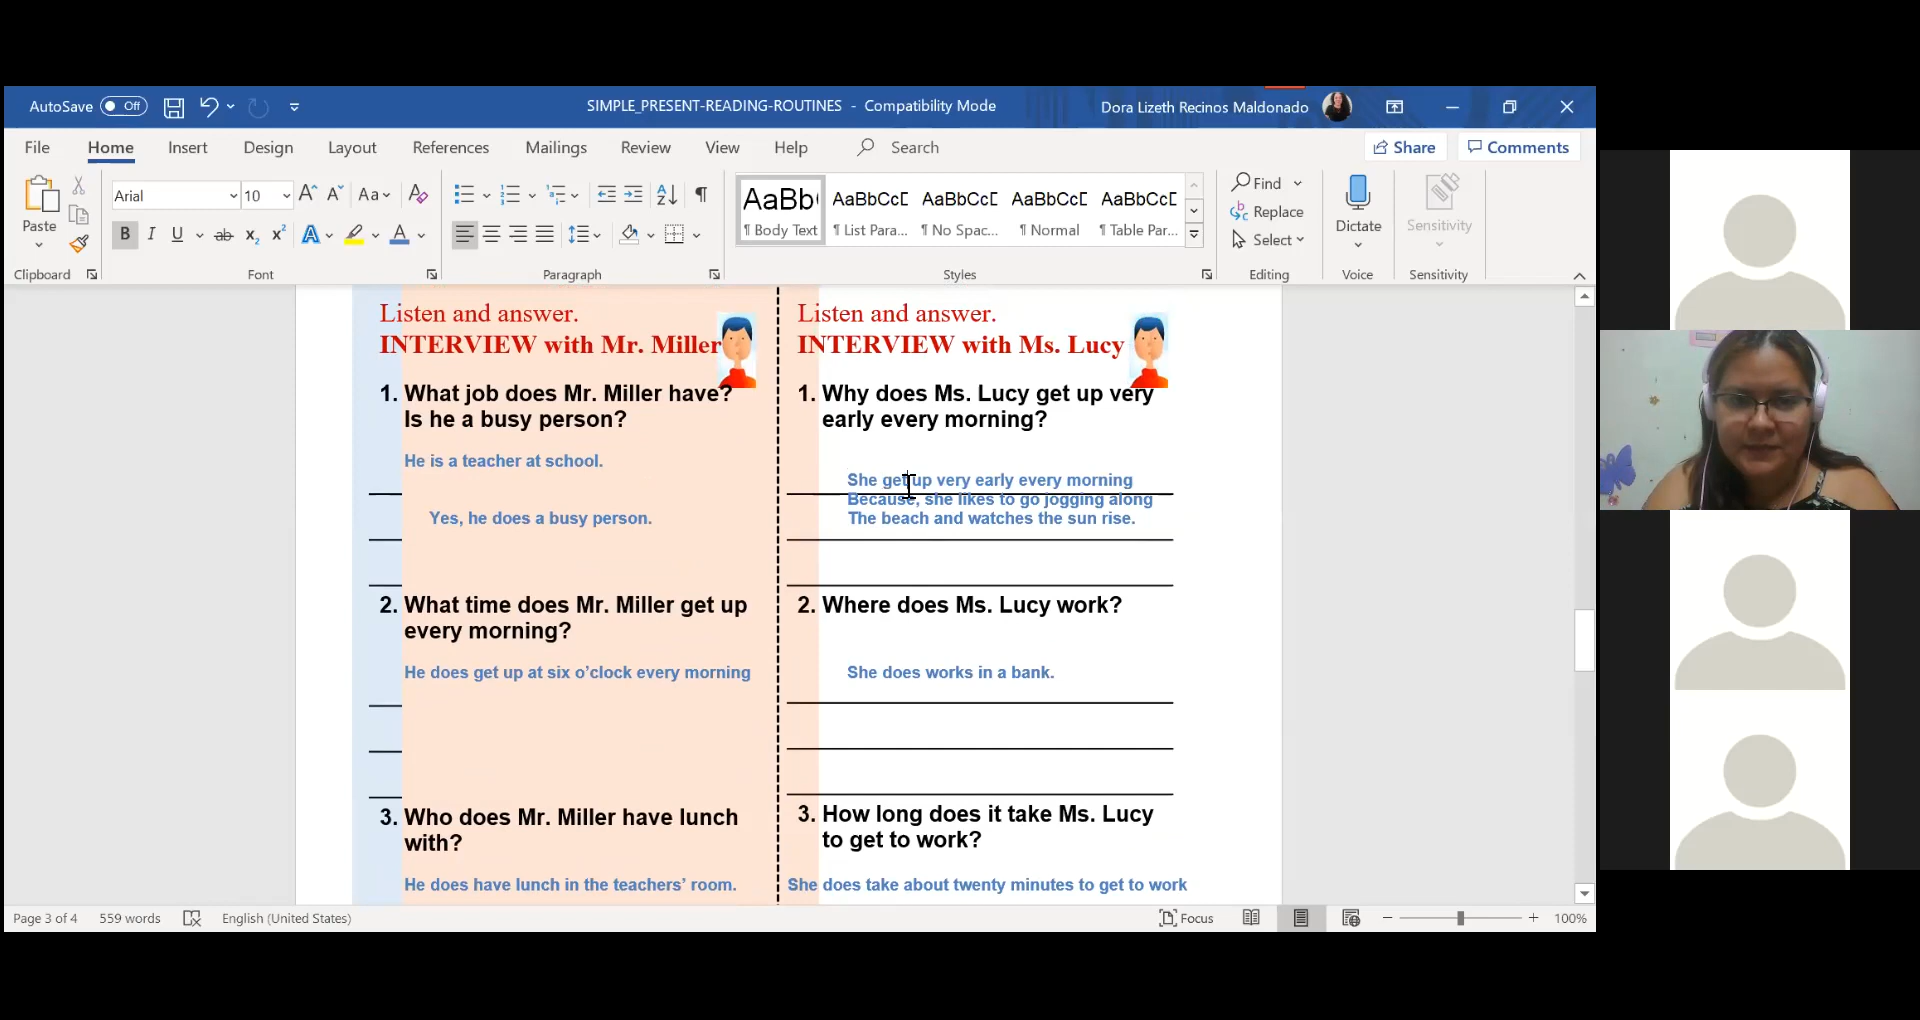 AutoSave Off SIMPLE_PRESENT-READING-ROUTINES - Compatibility Mode Dora Lizeth Recinos Maldonado
File Home Insert Design Layout References Mailings Review View Help Search Share Comments
Paste
Clipboard
Arial 10
Aa
B I U ab x₂ x² A A
Font
Paragraph
AaBb( AaBbCcD AaBbCcD AaBbCcD AaBbCcD
¶ Body Text ¶ List Para... ¶ No Spac... ¶ Normal ¶ Table Par...
Styles
Find
Replace
Select
Editing
Dictate
Voice
Sensitivity
Sensitivity
Listen and answer.
INTERVIEW with Mr. Miller
1. What job does Mr. Miller have?
Is he a busy person?
He is a teacher at school.
Yes, he does a busy person.
2. What time does Mr. Miller get up
every morning?
He does get up at six o'clock every morning
3. Who does Mr. Miller have lunch
with?
He does have lunch in the teachers' room.
Listen and answer.
INTERVIEW with Ms. Lucy
1. Why does Ms. Lucy get up very
early every morning?
She get up very early every morning
Because, she likes to go jogging along
The beach and watches the sun rise.
2. Where does Ms. Lucy work?
She does works in a bank.
3. How long does it take Ms. Lucy
to get to work?
She does take about twenty minutes to get to work
Page 3 of 4 559 words English (United States) Focus 100%